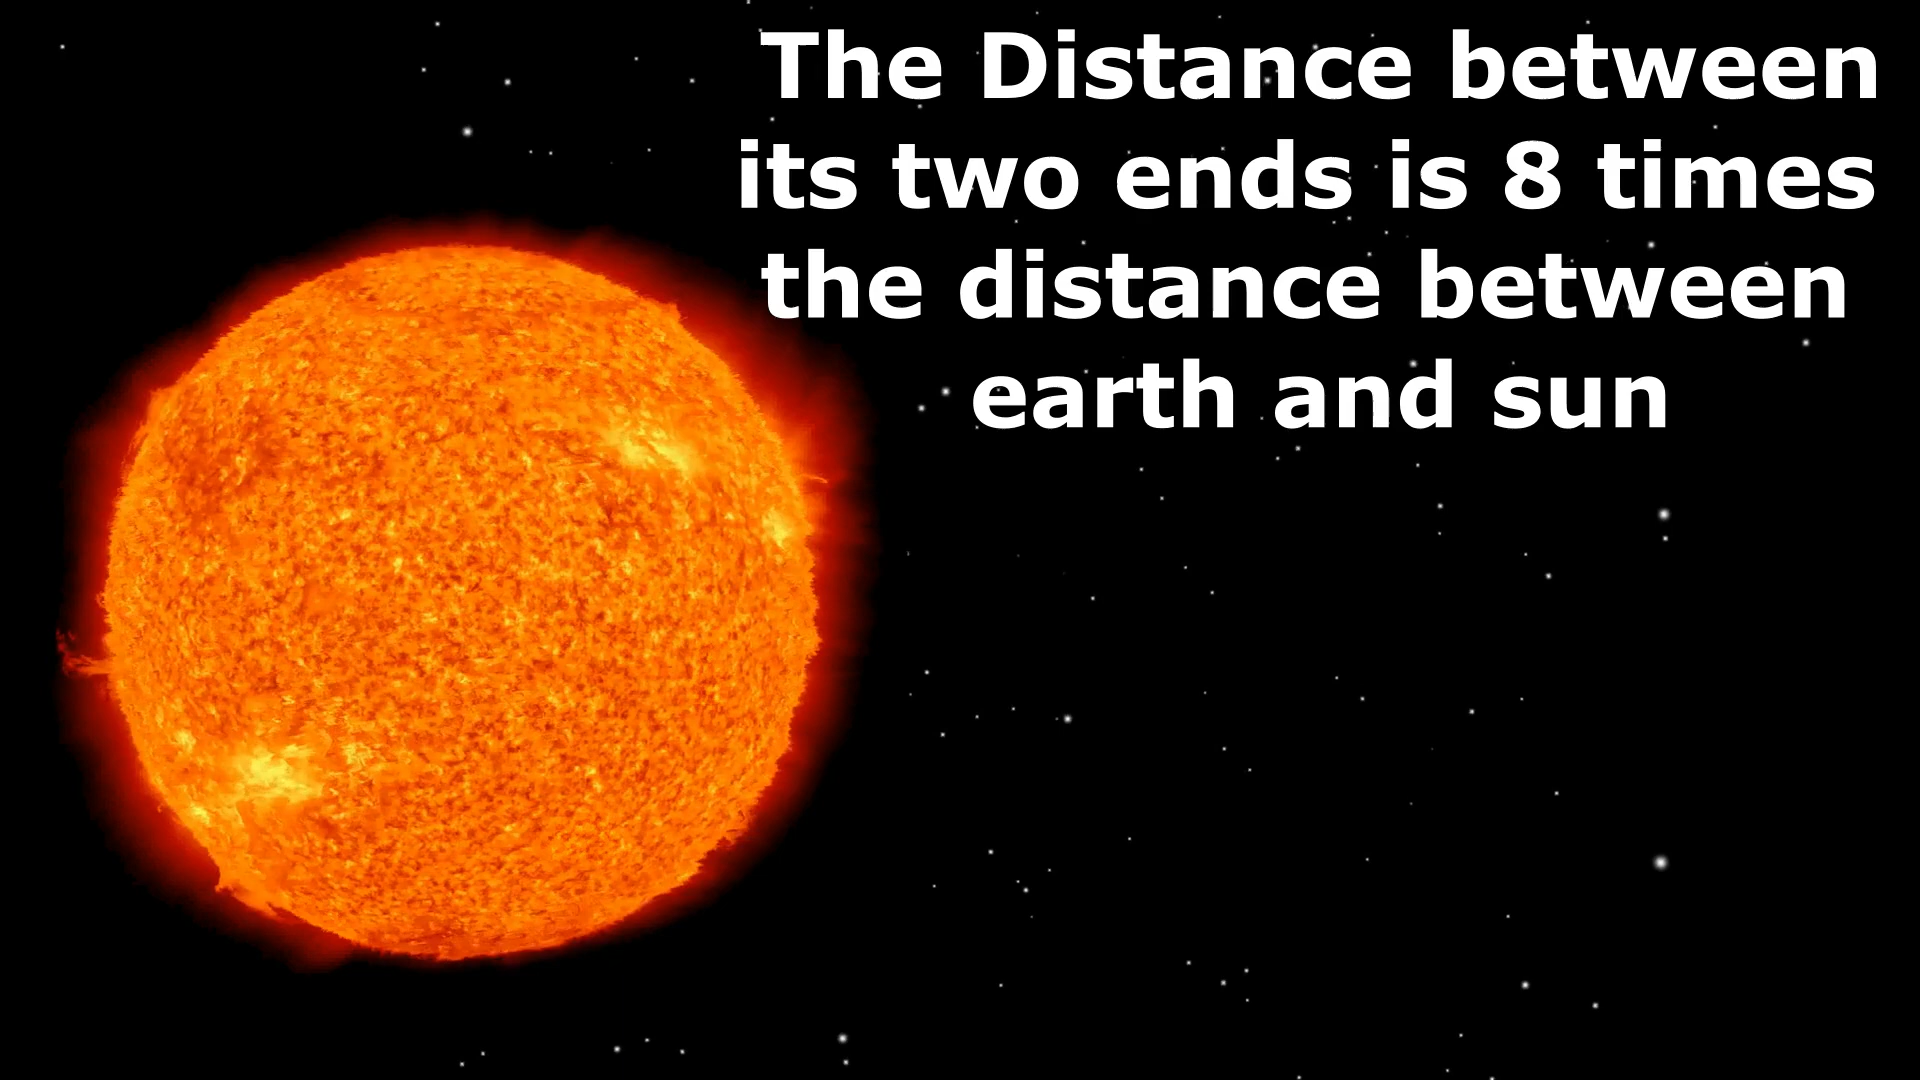 The Distance between
its two ends is 8 times
the distance between
earth and sun